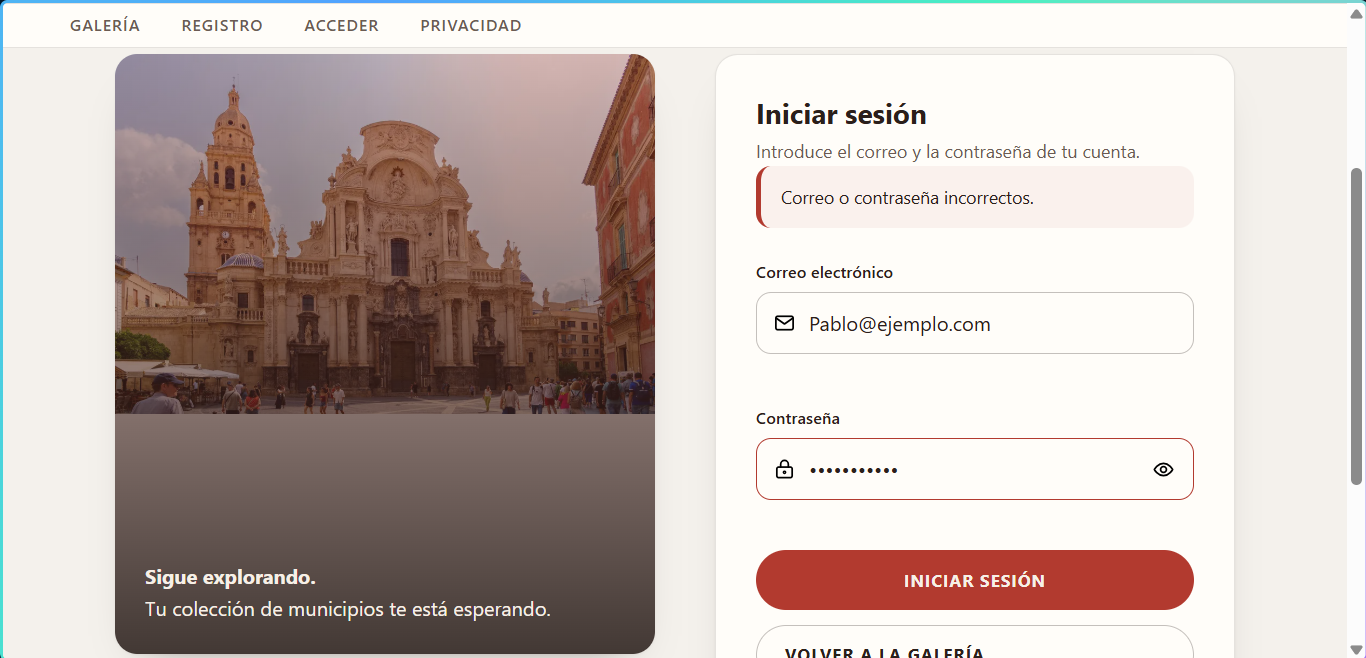 GALERÍA
REGISTRO
ACCEDER
PRIVACIDAD
Sigue explorando.
Tu colección de municipios te está esperando.
Iniciar sesión
Introduce el correo y la contraseña de tu cuenta.
Correo o contraseña incorrectos.
Correo electrónico
Pablo@ejemplo.com
Contraseña
•••••••••••
INICIAR SESIÓN
VOLVER A LA GALERÍA